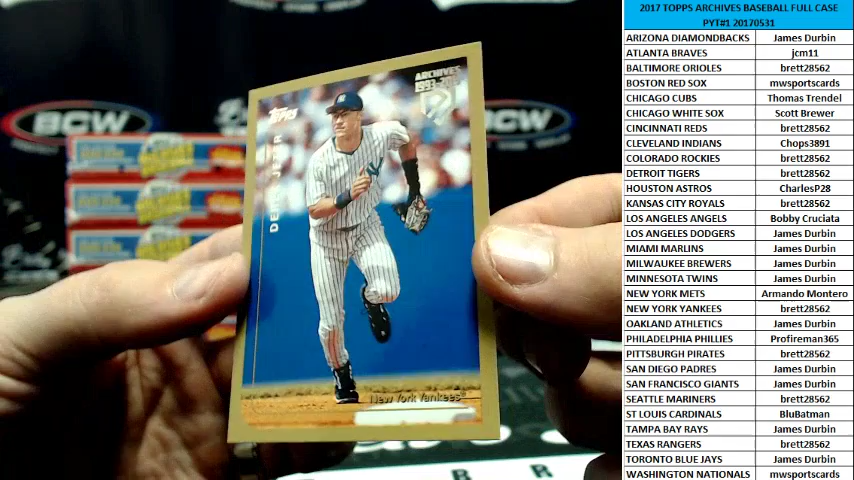 BCW
BCW
Topps
ARCHIVES
DEREK JETER
New York Yankees
R R
2017 TOPPS ARCHIVES BASEBALL FULL CASE
PYT#1 20170531
ARIZONA DIAMONDBACKS James Durbin
ATLANTA BRAVES jcm11
BALTIMORE ORIOLES brett28562
BOSTON RED SOX mwsportscards
CHICAGO CUBS Thomas Trendel
CHICAGO WHITE SOX Scott Brewer
CINCINNATI REDS brett28562
CLEVELAND INDIANS Chops3891
COLORADO ROCKIES brett28562
DETROIT TIGERS brett28562
HOUSTON ASTROS CharlesP28
KANSAS CITY ROYALS brett28562
LOS ANGELES ANGELS Bobby Cruciata
LOS ANGELES DODGERS James Durbin
MIAMI MARLINS James Durbin
MILWAUKEE BREWERS James Durbin
MINNESOTA TWINS James Durbin
NEW YORK METS Armando Montero
NEW YORK YANKEES brett28562
OAKLAND ATHLETICS James Durbin
PHILADELPHIA PHILLIES Profireman365
PITTSBURGH PIRATES brett28562
SAN DIEGO PADRES James Durbin
SAN FRANCISCO GIANTS James Durbin
SEATTLE MARINERS brett28562
ST LOUIS CARDINALS BluBatman
TAMPA BAY RAYS James Durbin
TEXAS RANGERS brett28562
TORONTO BLUE JAYS James Durbin
WASHINGTON NATIONALS mwsportscards